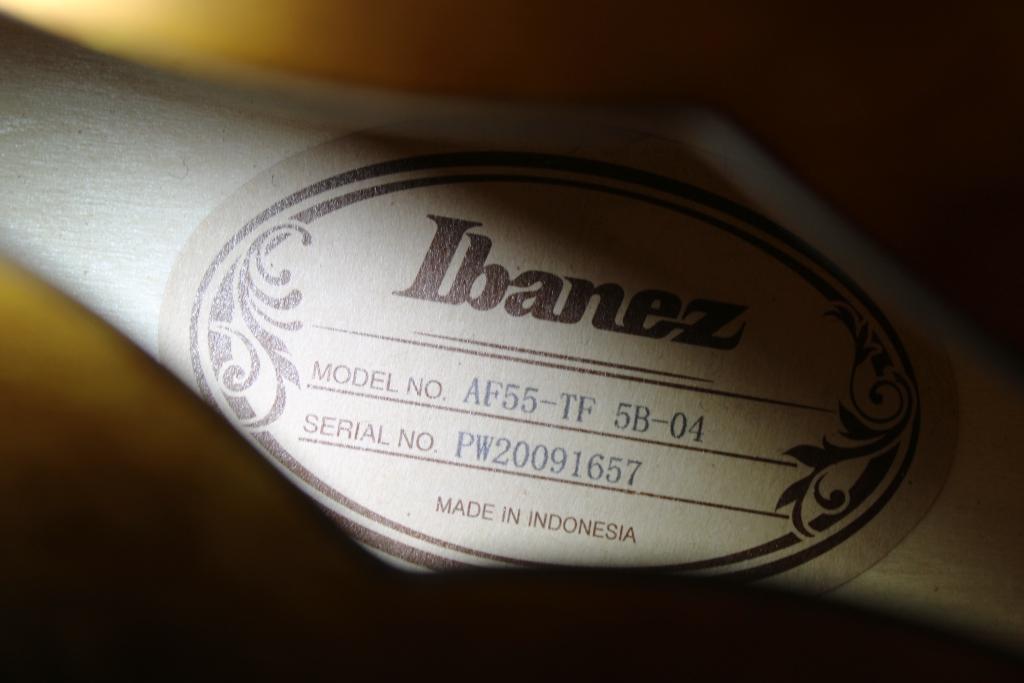 Ibanez
MODEL NO. AF55-TF 5B-04
SERIAL NO. PW20091657
MADE iN INDONESIA